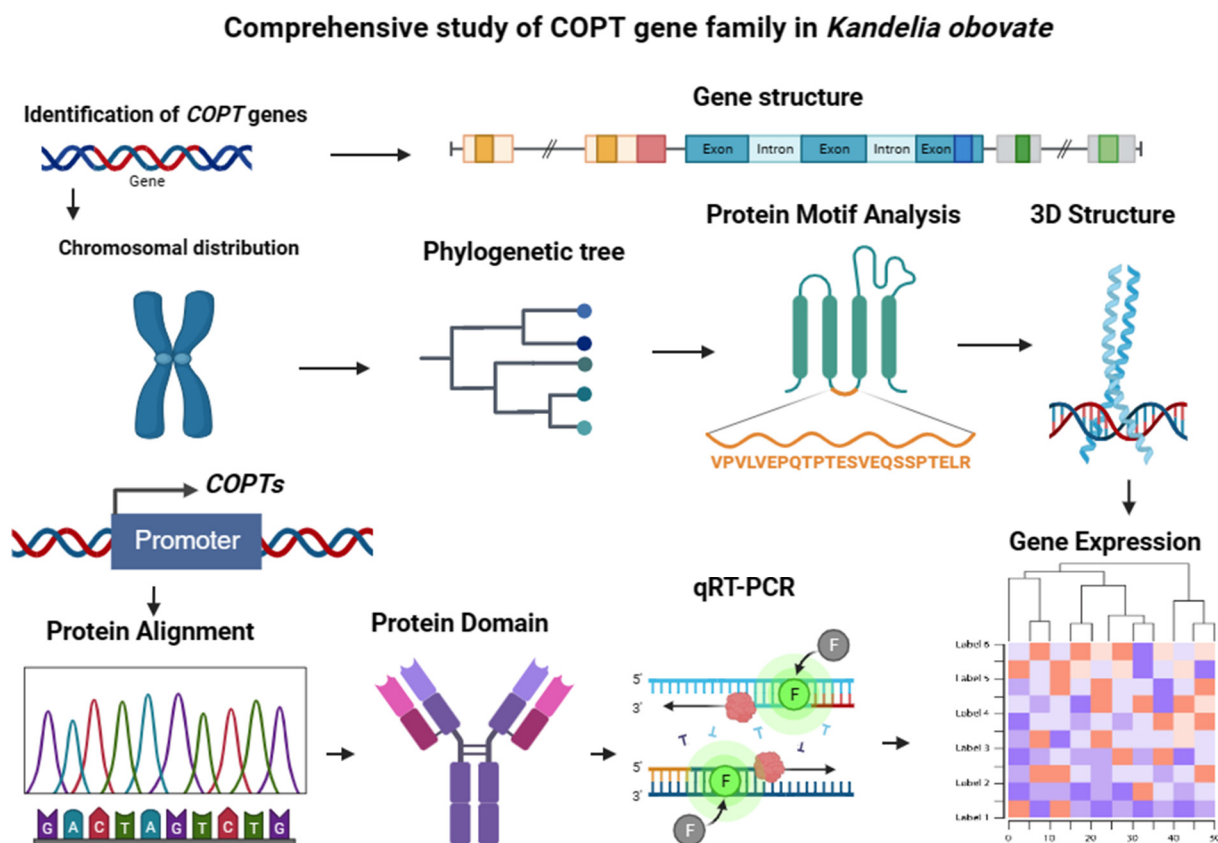 Comprehensive study of COPT gene family in Kandelia obovate
Identification of COPT genes
Gene
Gene structure
Exon Intron Exon Intron Exon
Chromosomal distribution
Phylogenetic tree
Protein Motif Analysis
3D Structure
VPVLVEPQTPTESVEQSSPTELR
COPTs
Promoter
Gene Expression
Protein Alignment
Protein Domain
qRT-PCR
G A C T A G T C T G
F
5'
F
3'
T T T
T T
5'
F
3'
F
Label 6
Label 5
Label 4
Label 3
Label 2
Label 1
0 10 20 30 40 50